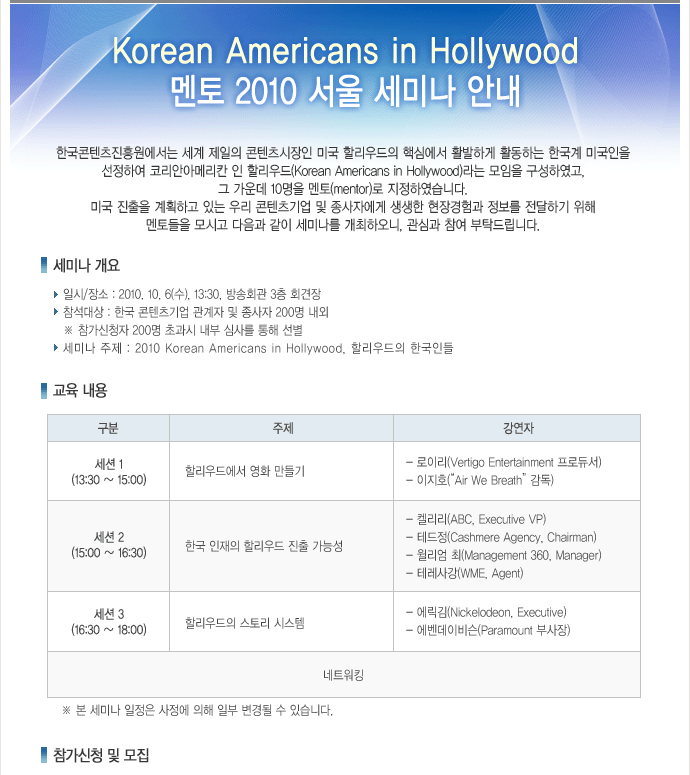 Korean Americans in Hollywood
멘토 2010 서울 세미나 안내
한국콘텐츠진흥원에서는 세계 제일의 콘텐츠시장인 미국 할리우드의 핵심에서 활발하게 활동하는 한국계 미국인을
선정하여 코리안아메리칸 인 할리우드(Korean Americans in Hollywood)라는 모임을 구성하였고,
그 가운데 10명을 멘토(mentor)로 지정하였습니다.
미국 진출을 계획하고 있는 우리 콘텐츠기업 및 종사자에게 생생한 현장경험과 정보를 전달하기 위해
멘토들을 모시고 다음과 같이 세미나를 개최하오니, 관심과 참여 부탁드립니다.
세미나 개요
일시/장소 : 2010. 10. 6(수), 13:30, 방송회관 3층 회견장
참석대상 : 한국 콘텐츠기업 관계자 및 종사자 200명 내외
※ 참가신청자 200명 초과시 내부 심사를 통해 선별
세미나 주제 : 2010 Korean Americans in Hollywood, 할리우드의 한국인들
교육 내용
구분 주제 강연자
세션 1
(13:30 ~ 15:00)
할리우드에서 영화 만들기
- 로이리(Vertigo Entertainment 프로듀서)
- 이지호("Air We Breath" 감독)
세션 2
(15:00 ~ 16:30)
한국 인재의 할리우드 진출 가능성
- 켈리리(ABC, Executive VP)
- 테드정(Cashmere Agency, Chairman)
- 윌리엄 최(Management 360, Manager)
- 테레사강(WME, Agent)
세션 3
(16:30 ~ 18:00)
할리우드의 스토리 시스템
- 에릭김(Nickelodeon, Executive)
- 에벤데이비슨(Paramount 부사장)
네트워킹
※ 본 세미나 일정은 사정에 의해 일부 변경될 수 있습니다.
참가신청 및 모집